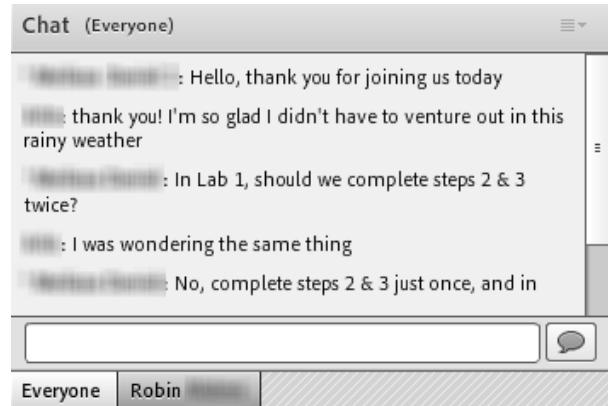 Chat (Everyone)
: Hello, thank you for joining us today
: thank you! I'm so glad I didn't have to venture out in this
rainy weather
: In Lab 1, should we complete steps 2 & 3
twice?
: I was wondering the same thing
: No, complete steps 2 & 3 just once, and in
Everyone
Robin